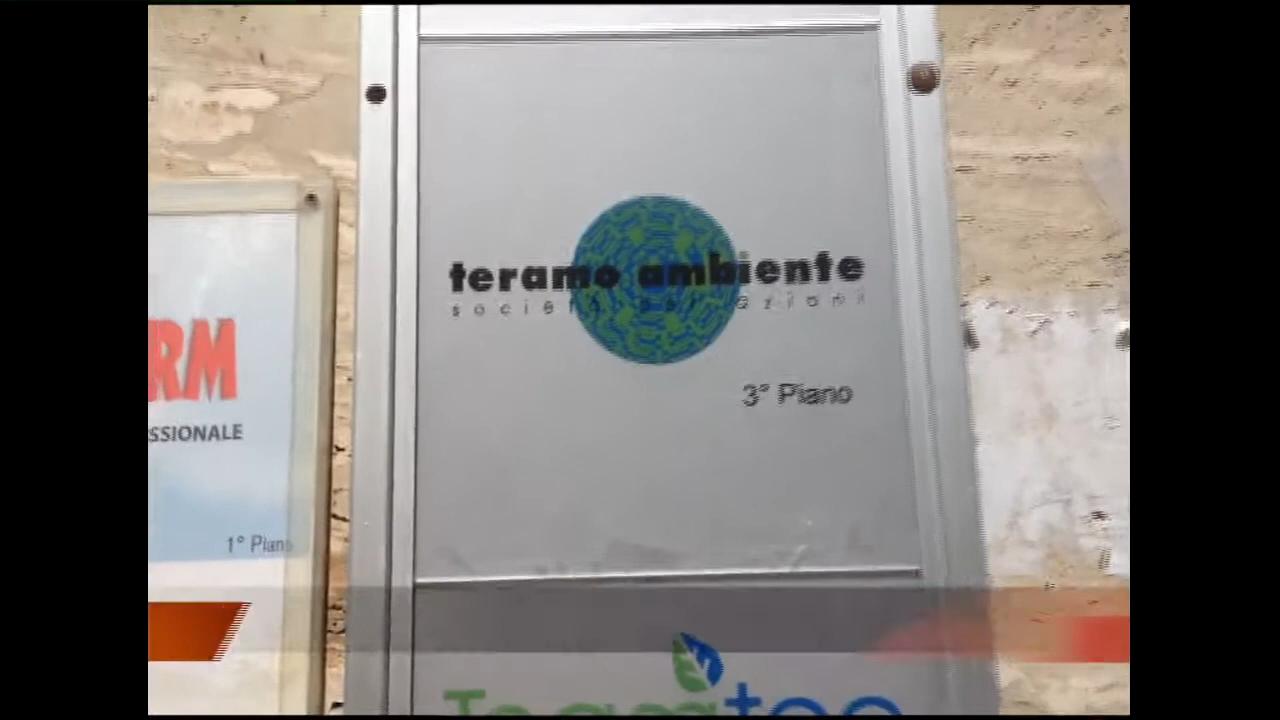 teramo ambiente
società per azioni
3° Piano
RM
SSIONALE
1° Piano